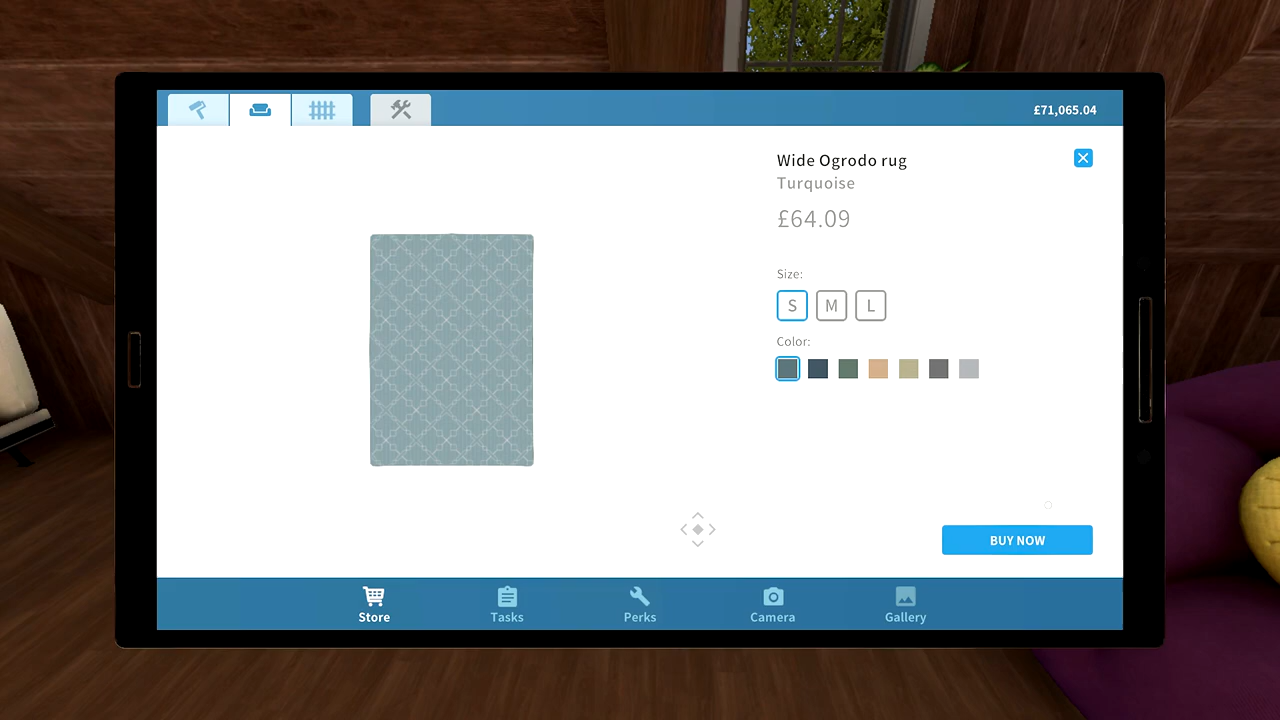 £71,065.04
Wide Ogrodo rug
Turquoise
£64.09
Size:
S M L
Color:
BUY NOW
Store Tasks Perks Camera Gallery